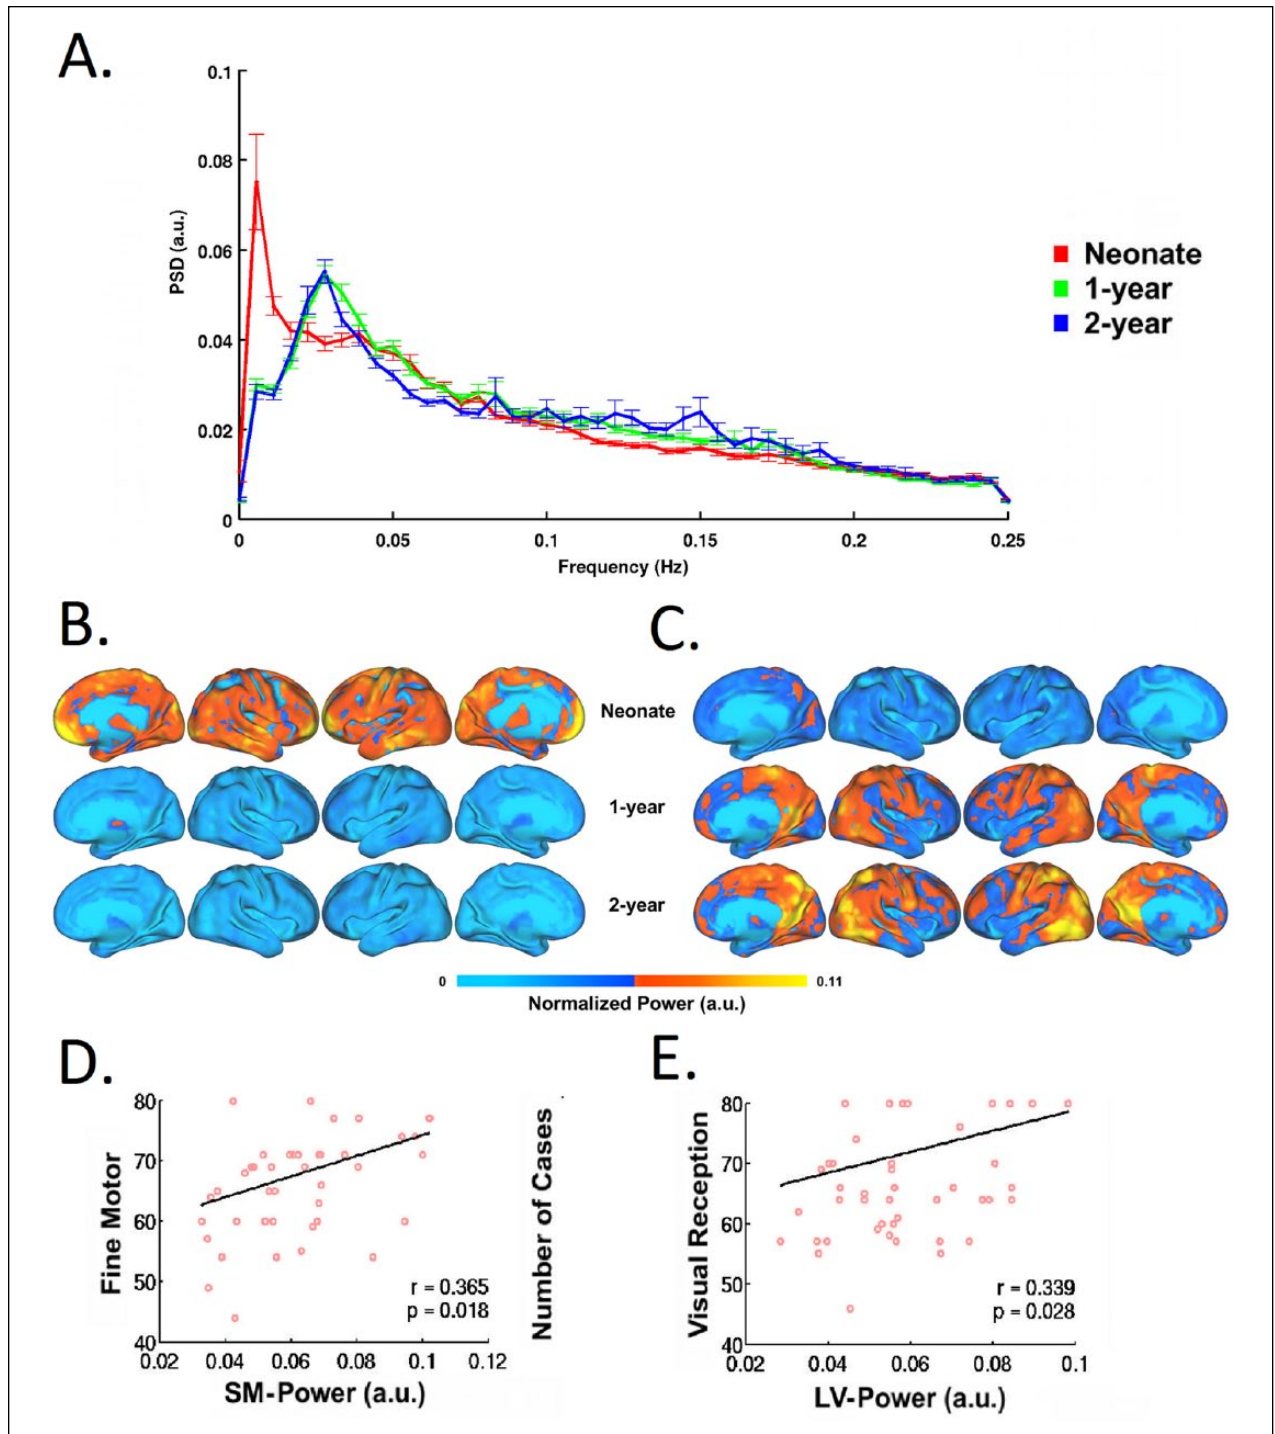 A.
0.1
0.08
0.06
0.04
0.02
0
PSD (a.u.)
0 0.05 0.1 0.15 0.2 0.25
Frequency (Hz)
Neonate
1-year
2-year
B.
C.
Neonate
1-year
2-year
0 0.11
Normalized Power (a.u.)
D.
80
70
60
50
40
Fine Motor
r = 0.365
p = 0.018
0.02 0.04 0.06 0.08 0.1 0.12
SM-Power (a.u.)
Number of Cases
E.
80
70
60
50
40
Visual Reception
r = 0.339
p = 0.028
0.02 0.04 0.06 0.08 0.1
LV-Power (a.u.)